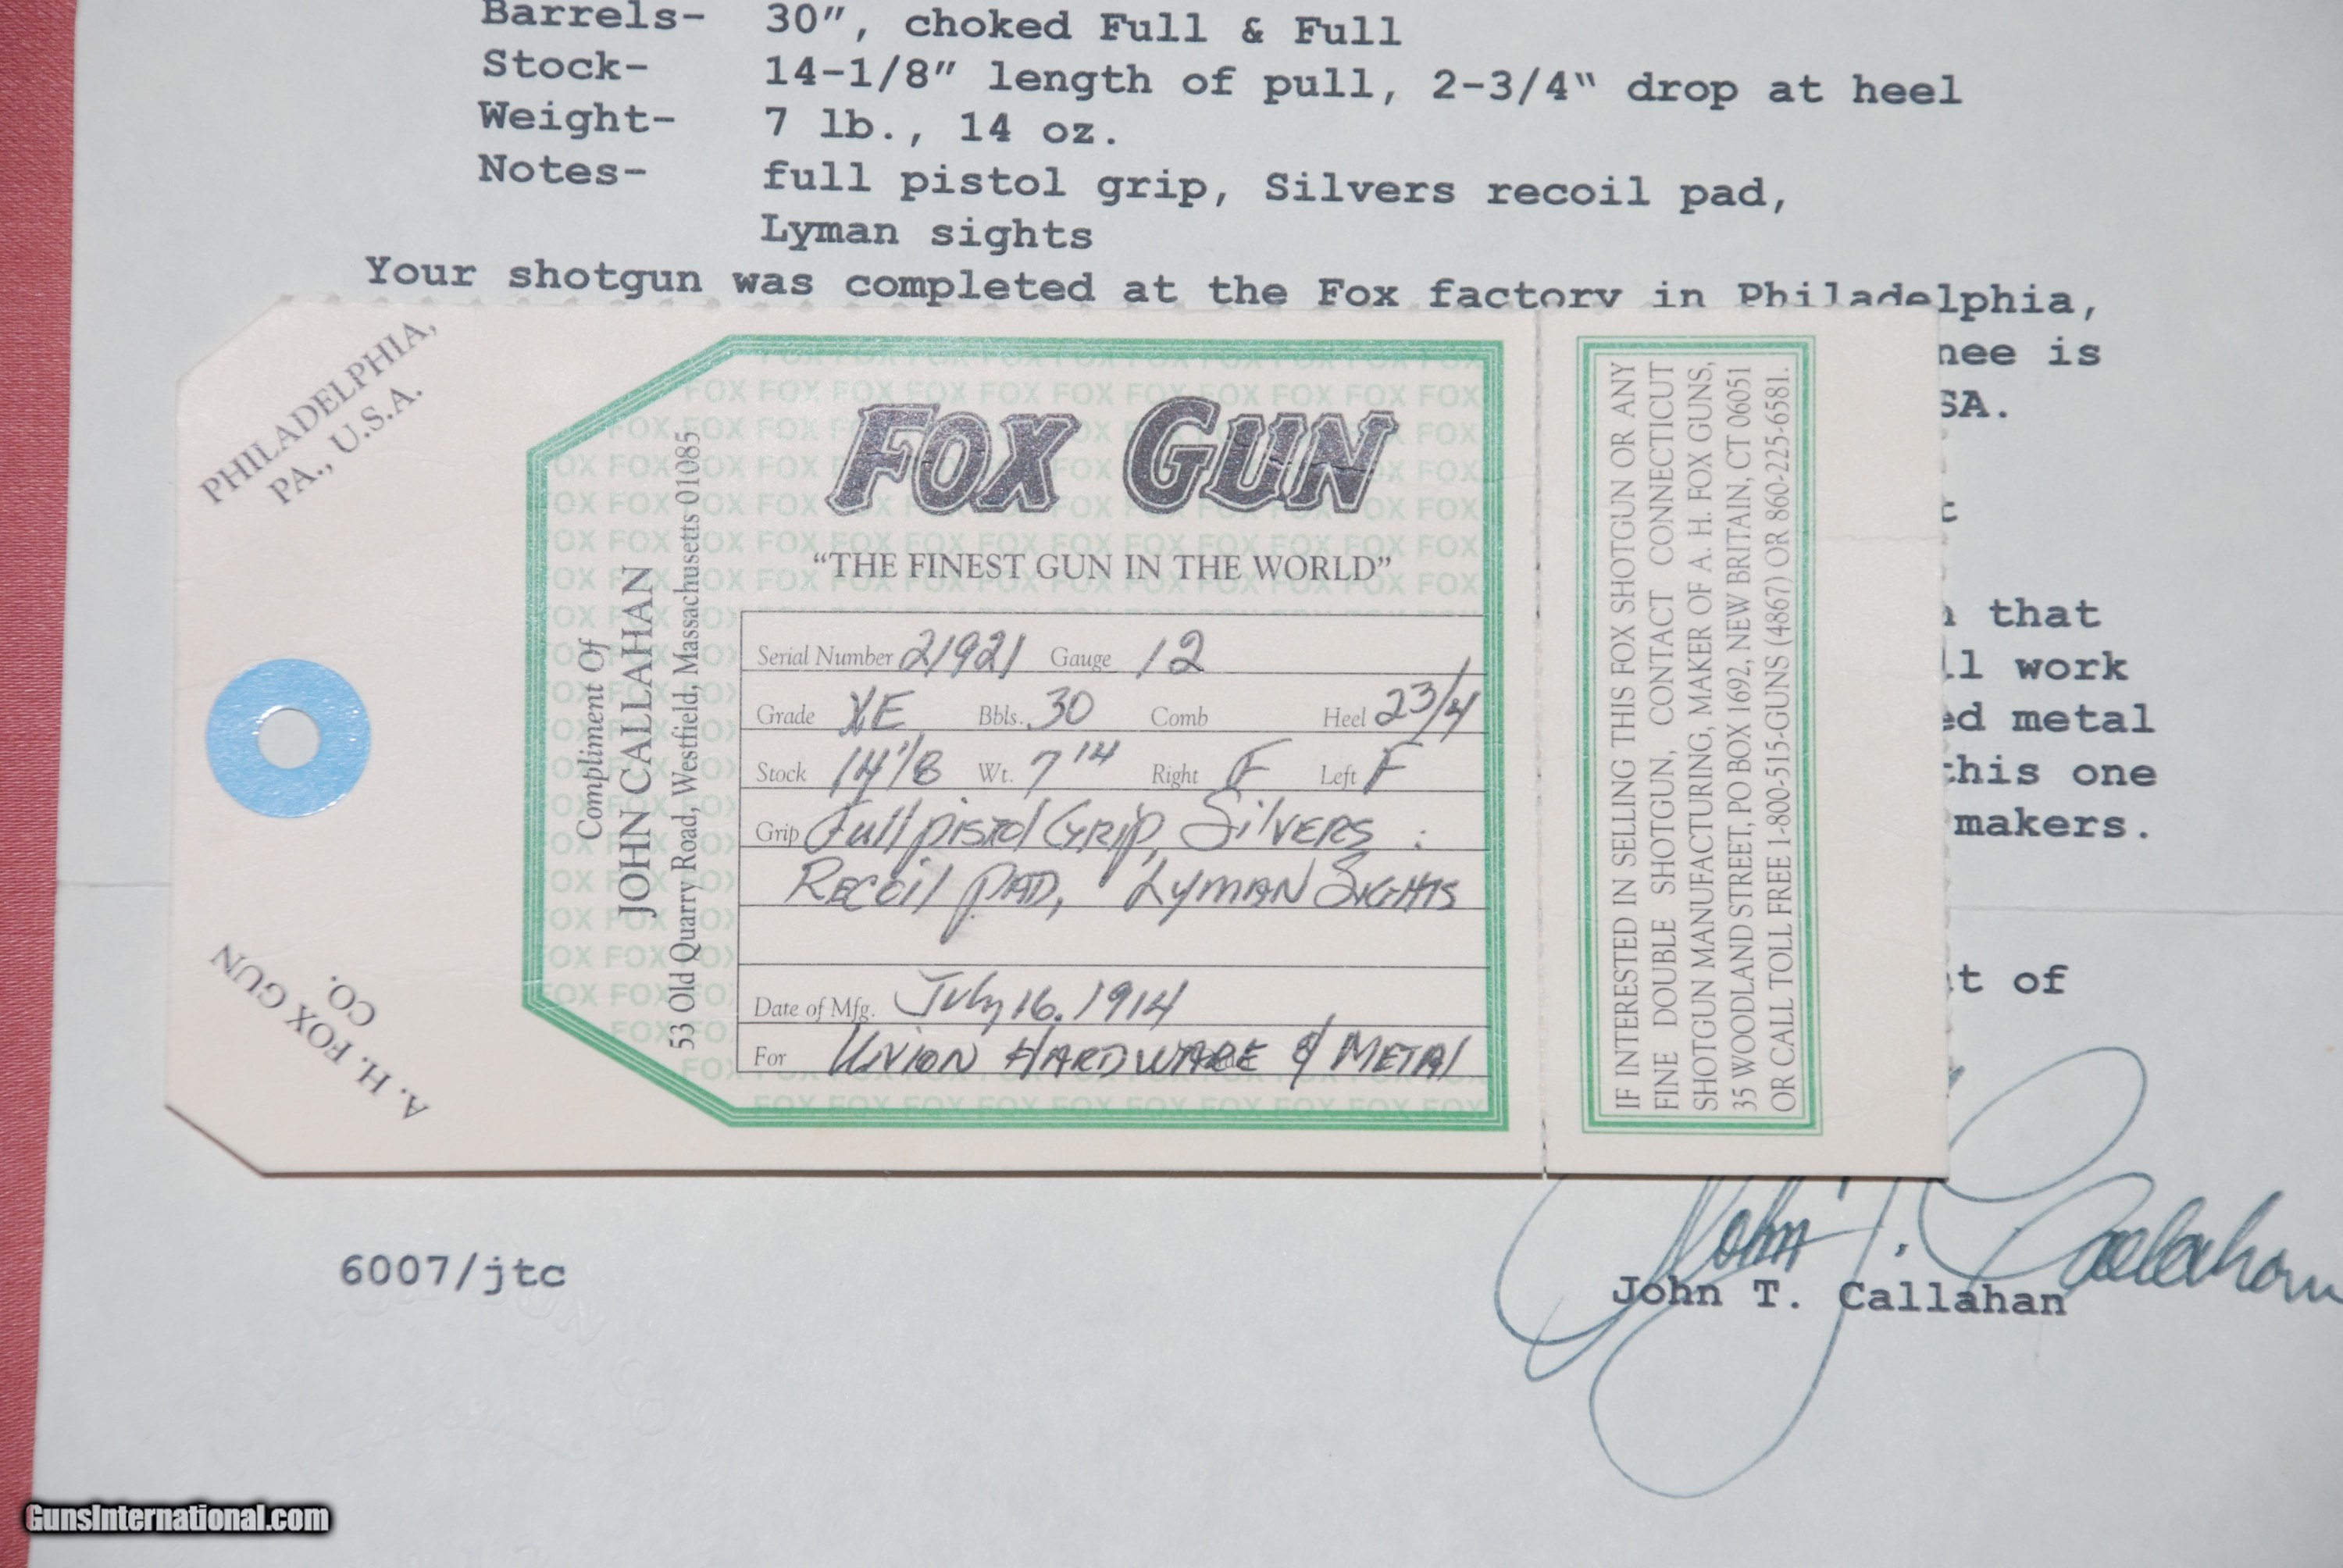 Barrels- 30", choked Full & Full
Stock- 14-1/8" length of pull, 2-3/4" drop at heel
Weight- 7 lb., 14 oz.
Notes- full pistol grip, Silvers recoil pad,
Lyman sights
Your shotgun was completed at the Fox factory in Philadelphia,
nee is
SA.
t
that
ll work
ed metal
this one
makers.
t of
PHILADELPHIA,
PA., U.S.A.
A. H. FOX GUN
CO.
Compliment Of
JOHN CALLAHAN
53 Old Quarry Road, Westfield, Massachusetts 01085
FOX GUN
"THE FINEST GUN IN THE WORLD"
Serial Number 21921 Gauge 12
Grade XE Bbls. 30 Comb Heel 2 3/4
Stock 14 1/8 Wt. 7 14 Right F Left F
Grip Full pistol Grip, Silvers
Recoil pad, Lyman Sights
Date of Mfg. July 16, 1914
For Union Hardware & Metal
IF INTERESTED IN SELLING THIS FOX SHOTGUN OR ANY
FINE DOUBLE SHOTGUN, CONTACT CONNECTICUT
SHOTGUN MANUFACTURING, MAKER OF A. H. FOX GUNS,
35 WOODLAND STREET, PO BOX 1692, NEW BRITAIN, CT 06051
OR CALL TOLL FREE 1-800-515-GUNS (4867) OR 860-225-6581.
John T. Callahan
6007/jtc
John T. Callahan
GunsInternational.com